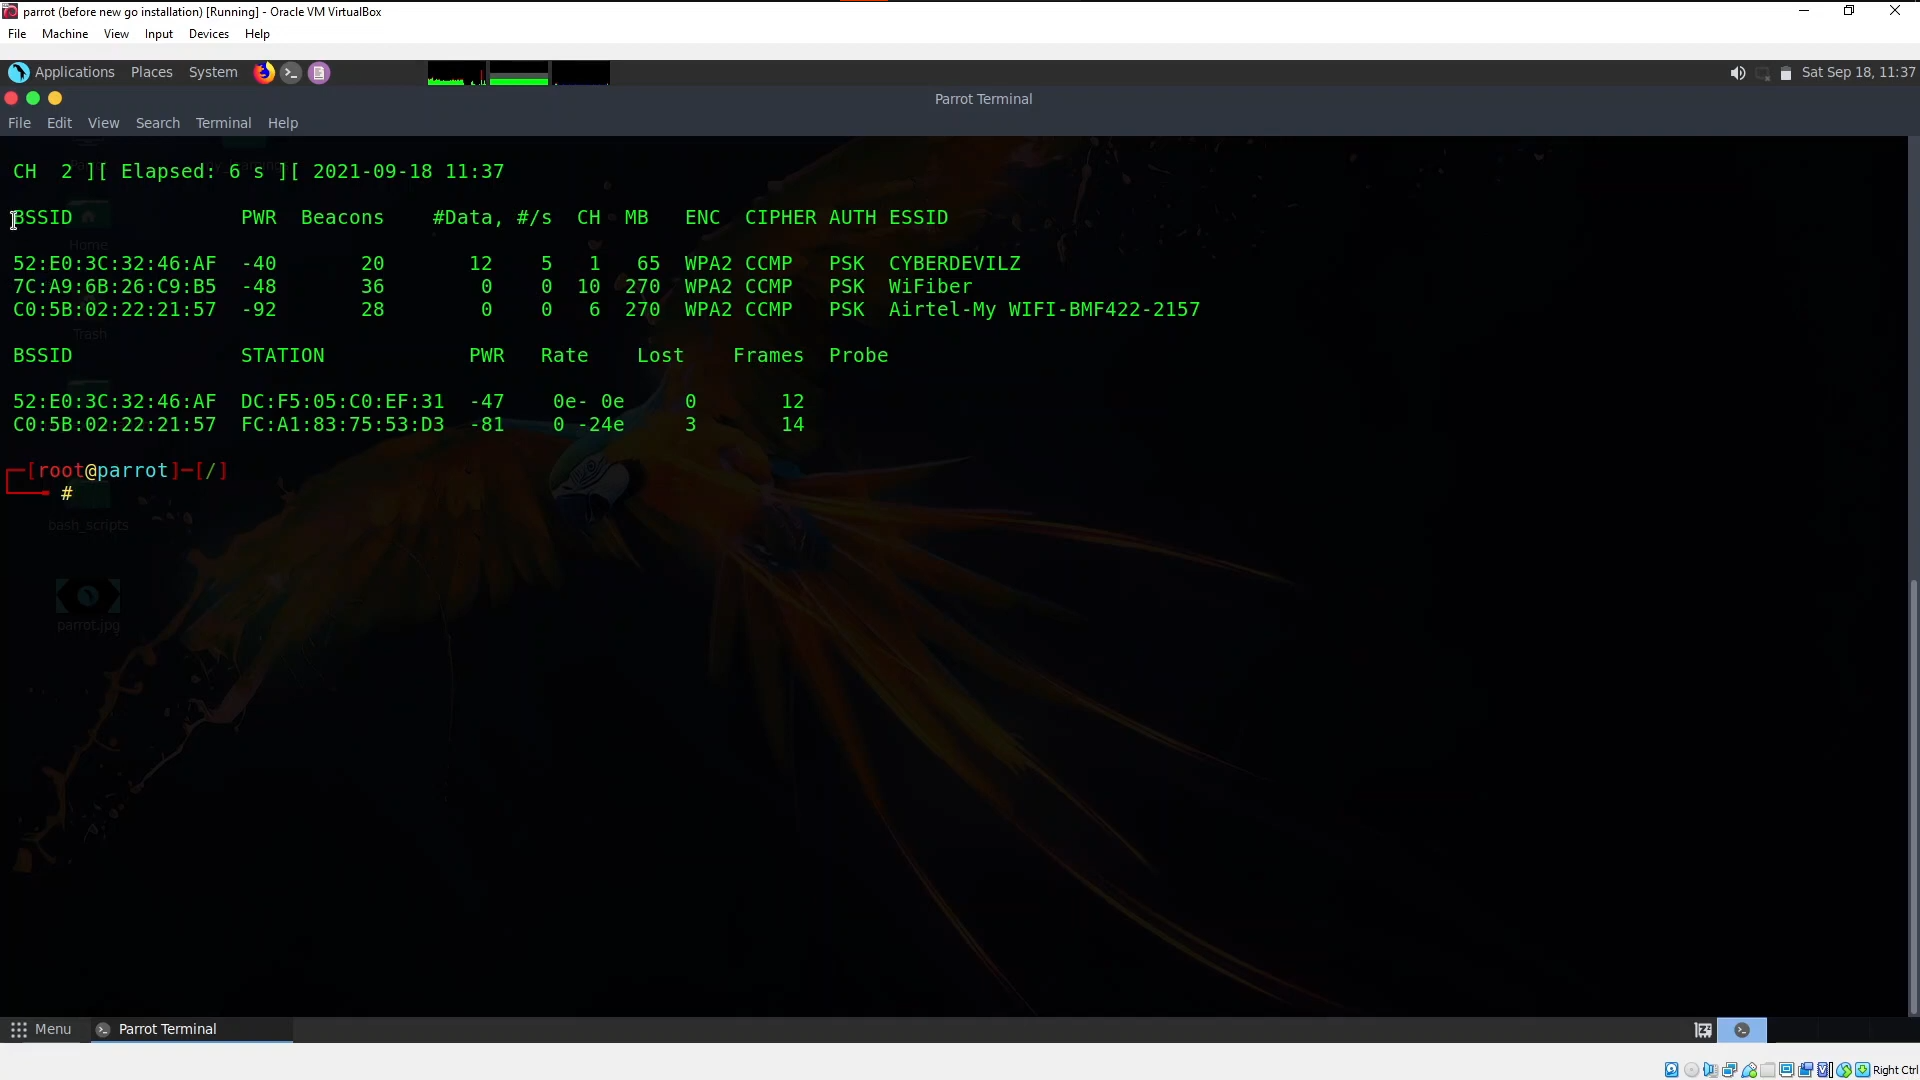 parrot (before new go installation) [Running] - Oracle VM VirtualBox
File Machine View Input Devices Help
Applications Places System Sat Sep 18, 11:37
Parrot Terminal
File Edit View Search Terminal Help
CH 2 ][ Elapsed: 6 s ][ 2021-09-18 11:37
BSSID PWR Beacons #Data, #/s CH MB ENC CIPHER AUTH ESSID
52:E0:3C:32:46:AF -40 20 12 5 1 65 WPA2 CCMP PSK CYBERDEVILZ
7C:A9:6B:26:C9:B5 -48 36 0 0 10 270 WPA2 CCMP PSK WiFiber
C0:5B:02:22:21:57 -92 28 0 0 6 270 WPA2 CCMP PSK Airtel-My WIFI-BMF422-2157
BSSID STATION PWR Rate Lost Frames Probe
52:E0:3C:32:46:AF DC:F5:05:C0:EF:31 -47 0e- 0e 0 12
C0:5B:02:22:21:57 FC:A1:83:75:53:D3 -81 0 -24e 3 14
[root@parrot]─[/]
#
Home
Trash
bash_scripts
parrot.jpg
Menu Parrot Terminal
Right Ctrl